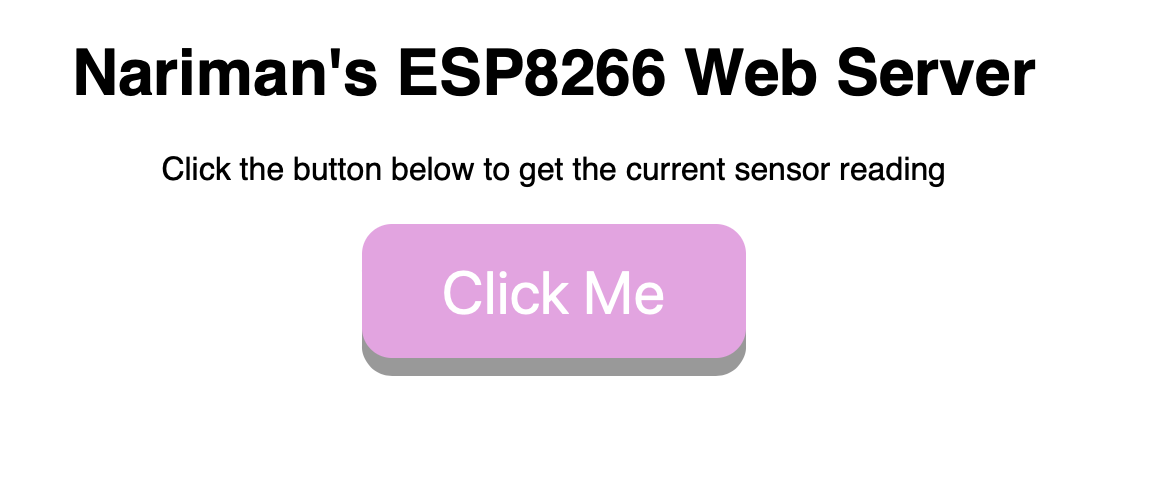 Nariman's ESP8266 Web Server
Click the button below to get the current sensor reading
Click Me